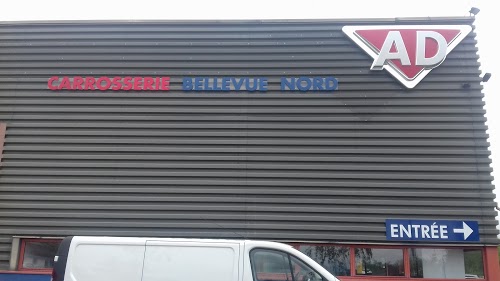 AD
CARROSSERIE BELLEVUE NORD
ENTRÉE →